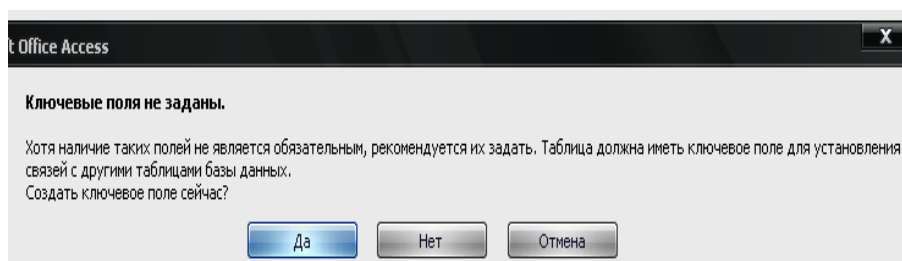 t Office Access
X
Ключевые поля не заданы.
Хотя наличие таких полей не является обязательным, рекомендуется их задать. Таблица должна иметь ключевое поле для установления
связей с другими таблицами базы данных.
Создать ключевое поле сейчас?
Да Нет Отмена